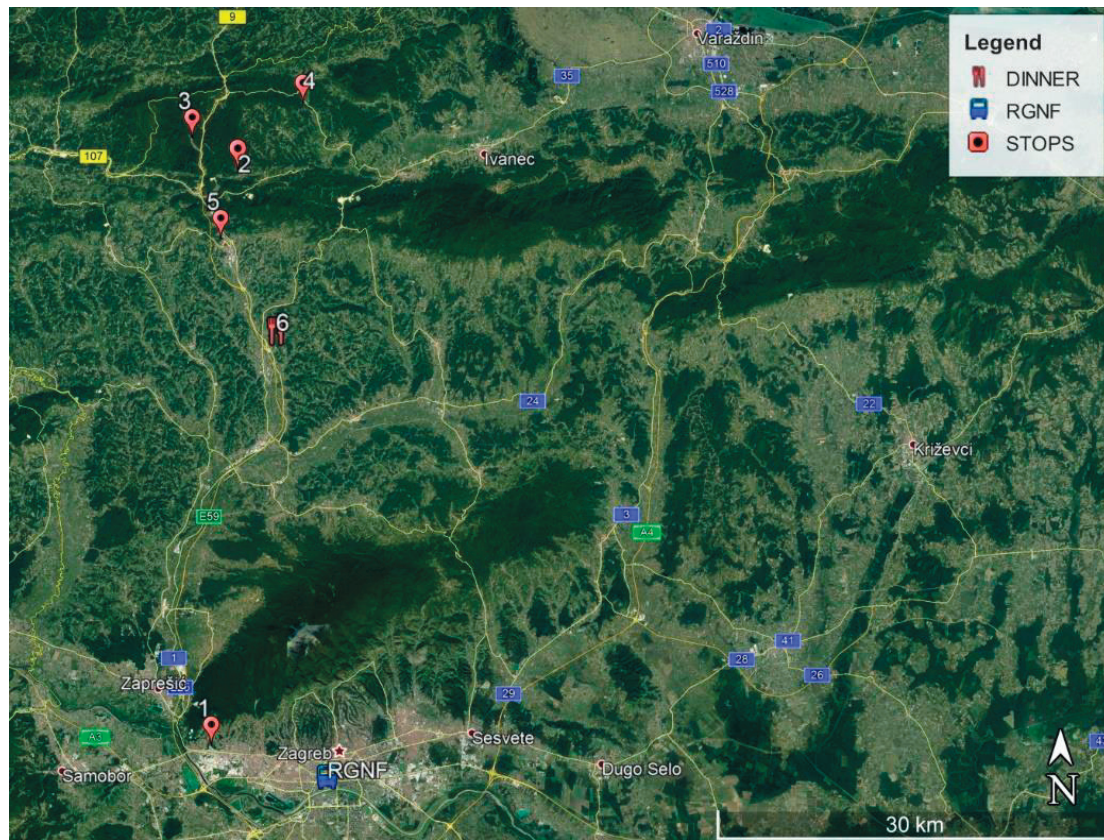 9
2
Varaždin
Legend
DINNER
RGNF
STOPS
510
35
528
4
3
2
107
Ivanec
5
6
24
22
Križevci
E59
3
A4
1
41
28
26
Zaprešić
29
1
A3
Zagreb
Sesvete
RGNF
Samobor
Dugo Selo
N
30 km